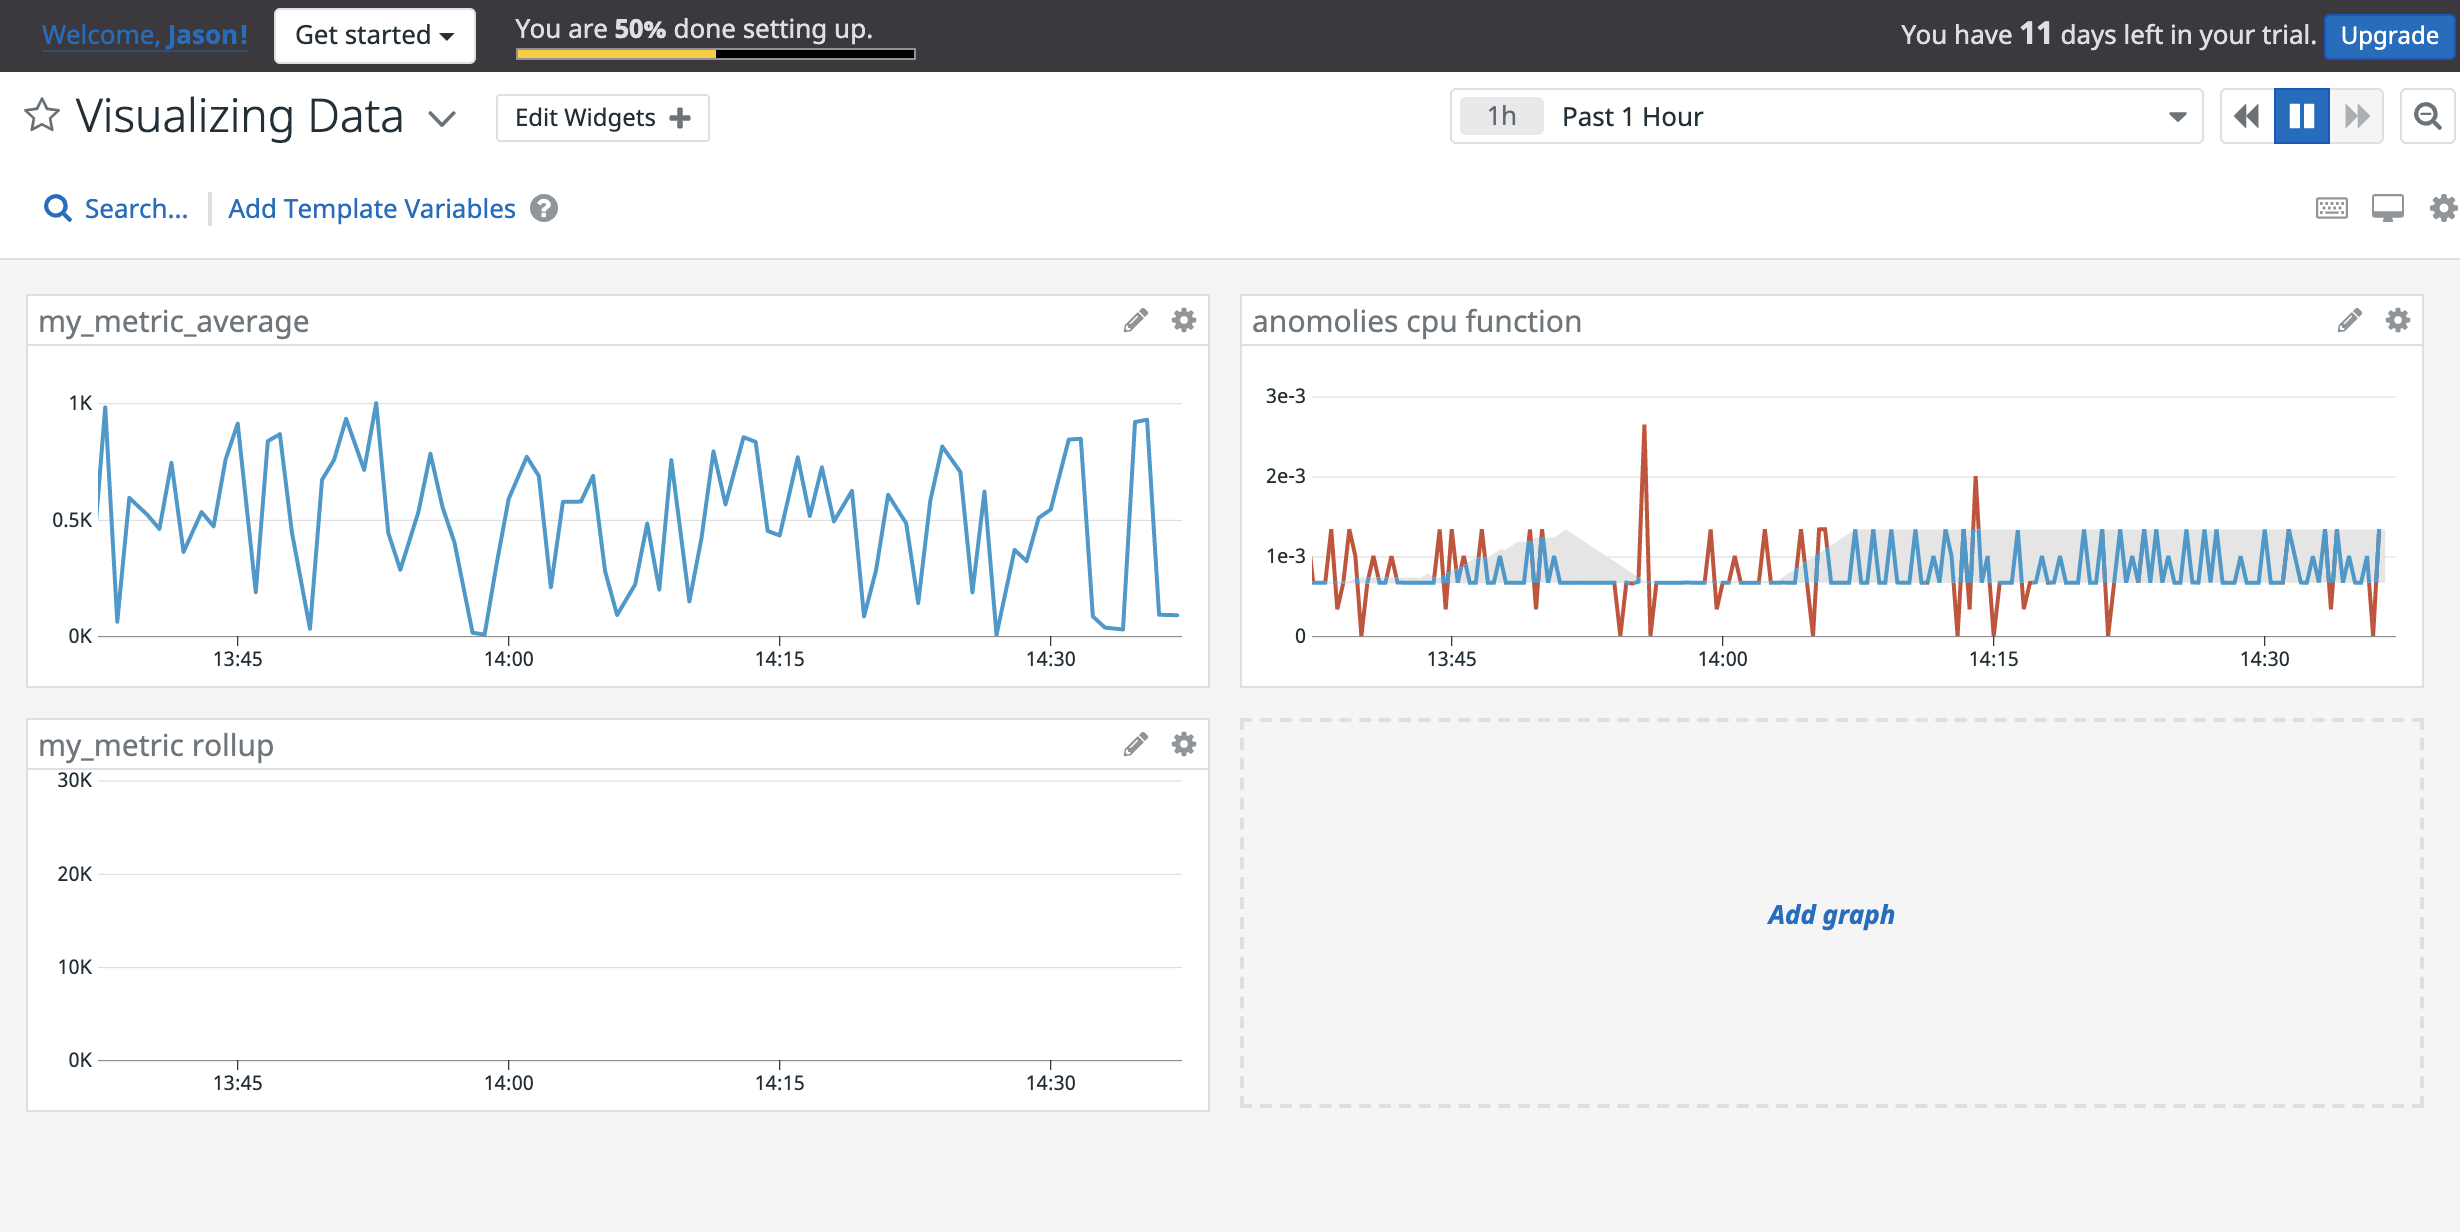 Welcome, Jason!
Get started
You are 50% done setting up.
You have 11 days left in your trial.
Upgrade
Visualizing Data
Edit Widgets
1h Past 1 Hour
Search...
Add Template Variables
my_metric_average
1K
0.5K
0K
13:45 14:00 14:15 14:30
anomolies cpu function
3e-3
2e-3
1e-3
0
13:45 14:00 14:15 14:30
my_metric rollup
30K
20K
10K
0K
13:45 14:00 14:15 14:30
Add graph